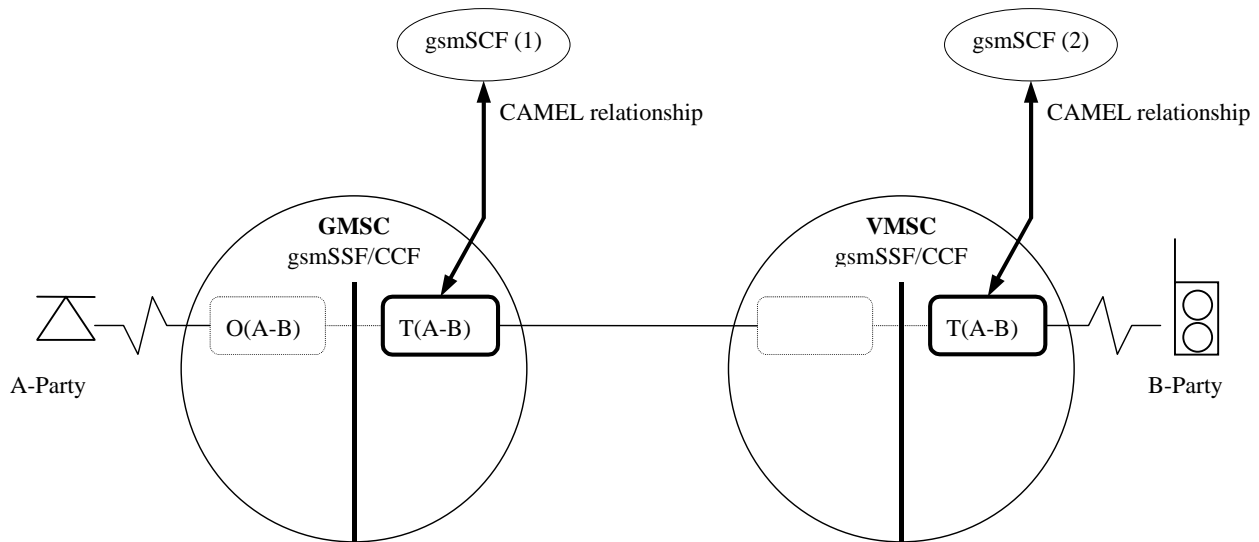 gsmSCF (1)
gsmSCF (2)
CAMEL relationship
CAMEL relationship
GMSC
gsmSSF/CCF
VMSC
gsmSSF/CCF
O(A-B)
T(A-B)
T(A-B)
A-Party
B-Party